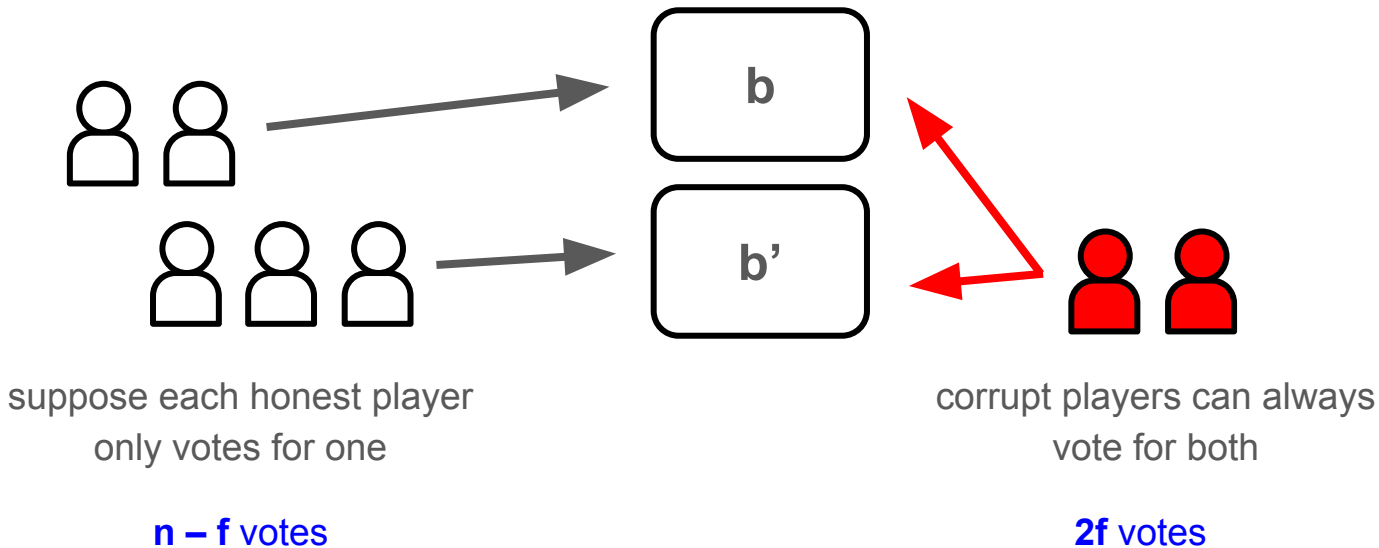 b
b’
suppose each honest player
only votes for one
n – f votes
corrupt players can always
vote for both
2f votes